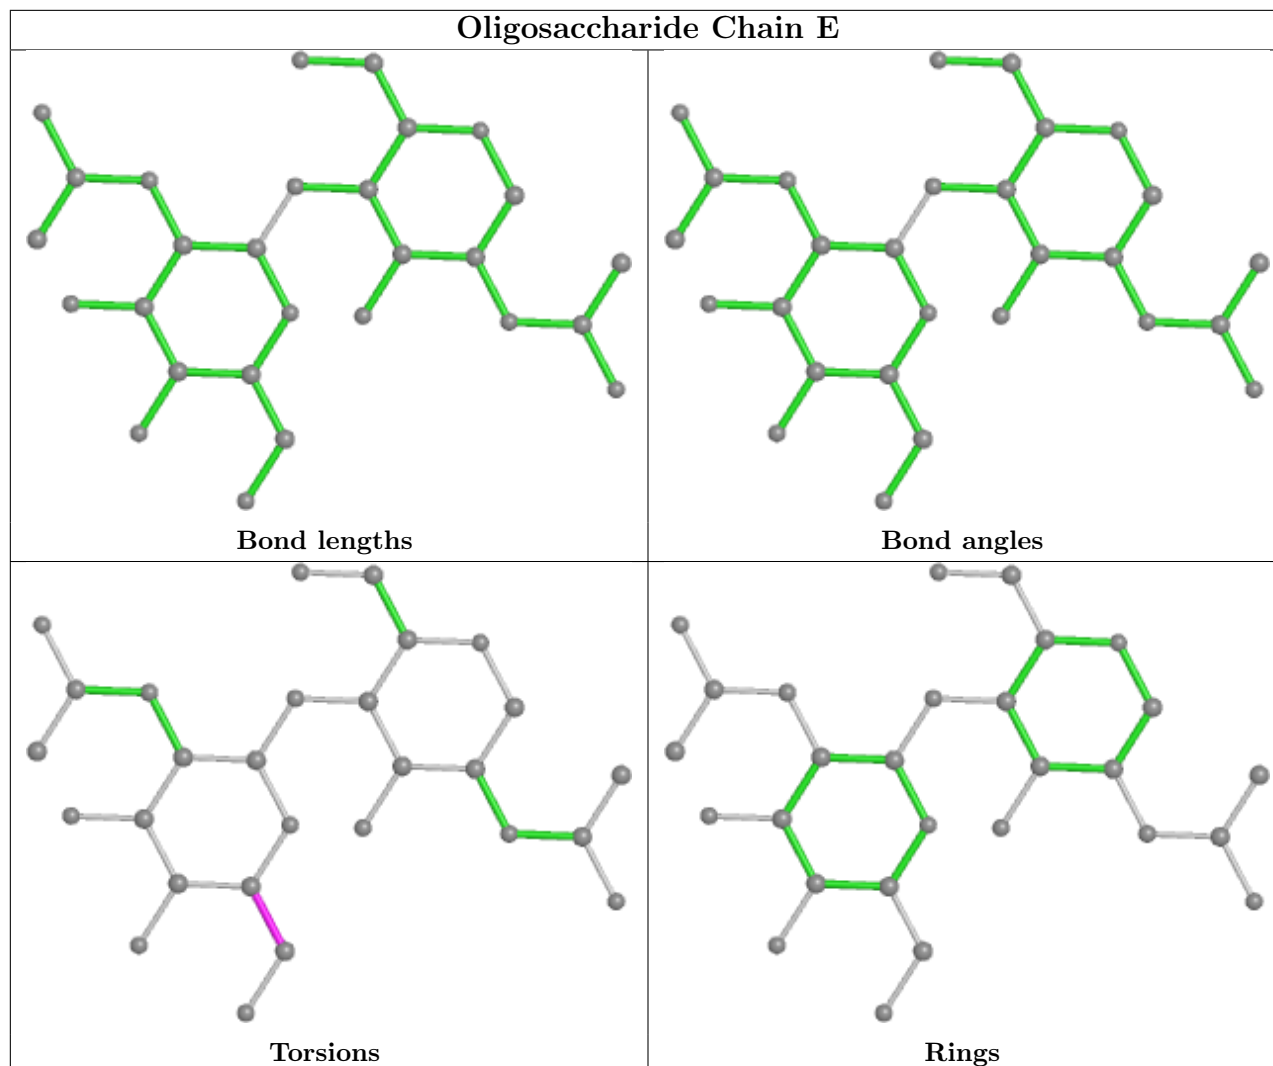 Oligosaccharide Chain E
Bond lengths
Bond angles
Torsions
Rings